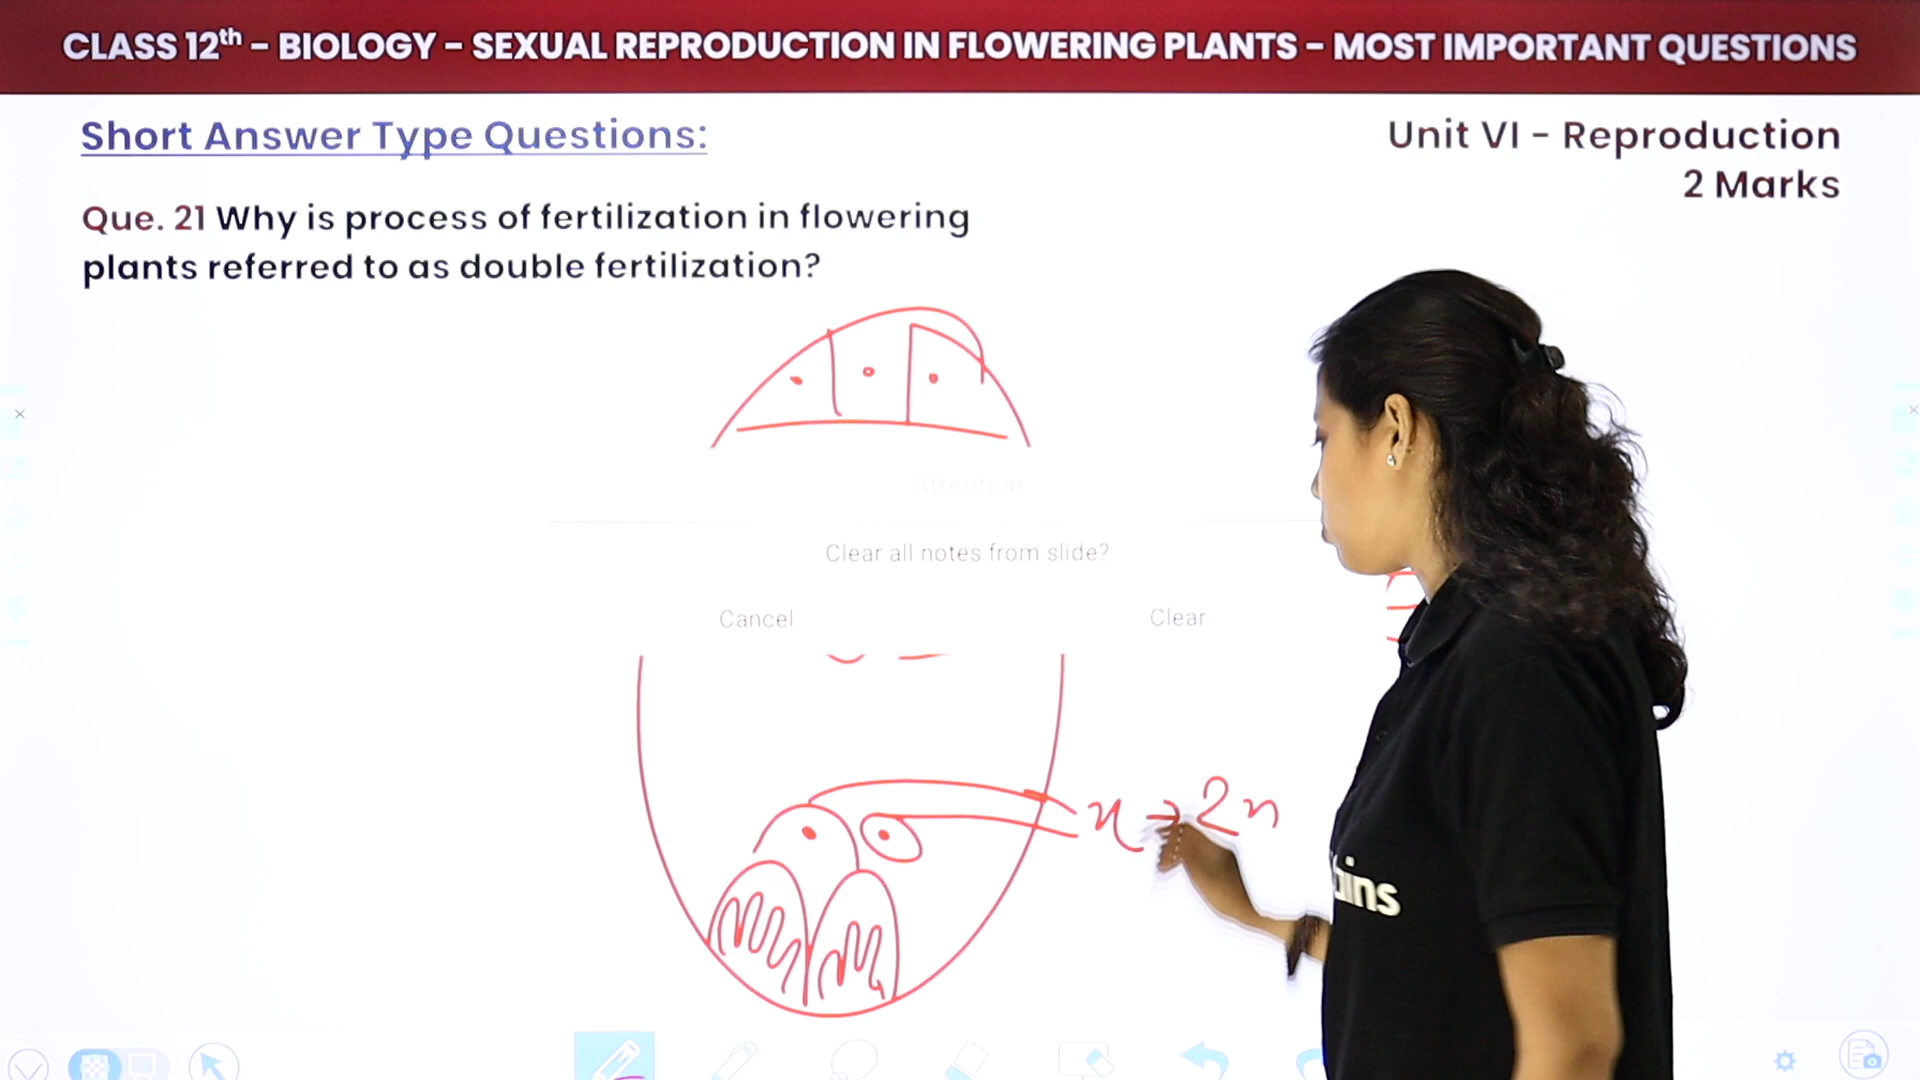 CLASS 12th - BIOLOGY - SEXUAL REPRODUCTION IN FLOWERING PLANTS - MOST IMPORTANT QUESTIONS
Short Answer Type Questions:
Unit VI - Reproduction
2 Marks
Que. 21 Why is process of fertilization in flowering
plants referred to as double fertilization?
Attention
Clear all notes from slide?
Cancel
Clear
n → 2n
ins